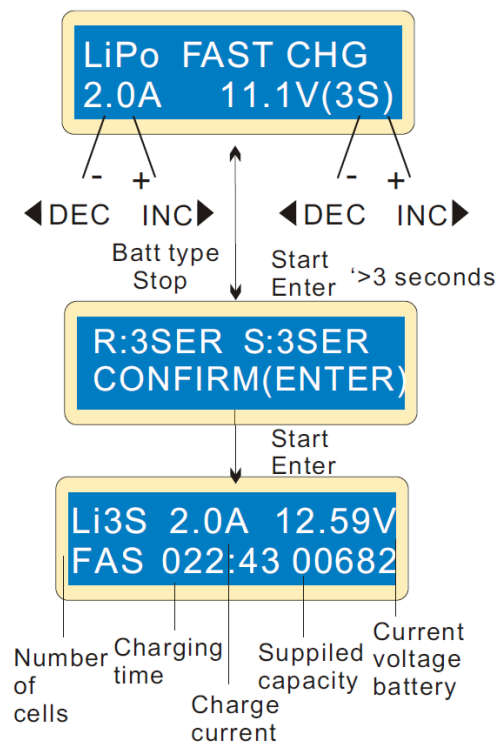 LiPo FAST CHG
2.0A 11.1V(3S)
- + - +
◀DEC INC▶ ◀DEC INC▶
Batt type
Stop
Start
Enter '>3 seconds
R:3SER S:3SER
CONFIRM(ENTER)
Start
Enter
Li3S 2.0A 12.59V
FAS 022:43 00682
Number
of
cells
Charging
time
Charge
current
Suppiled
capacity
Current
voltage
battery